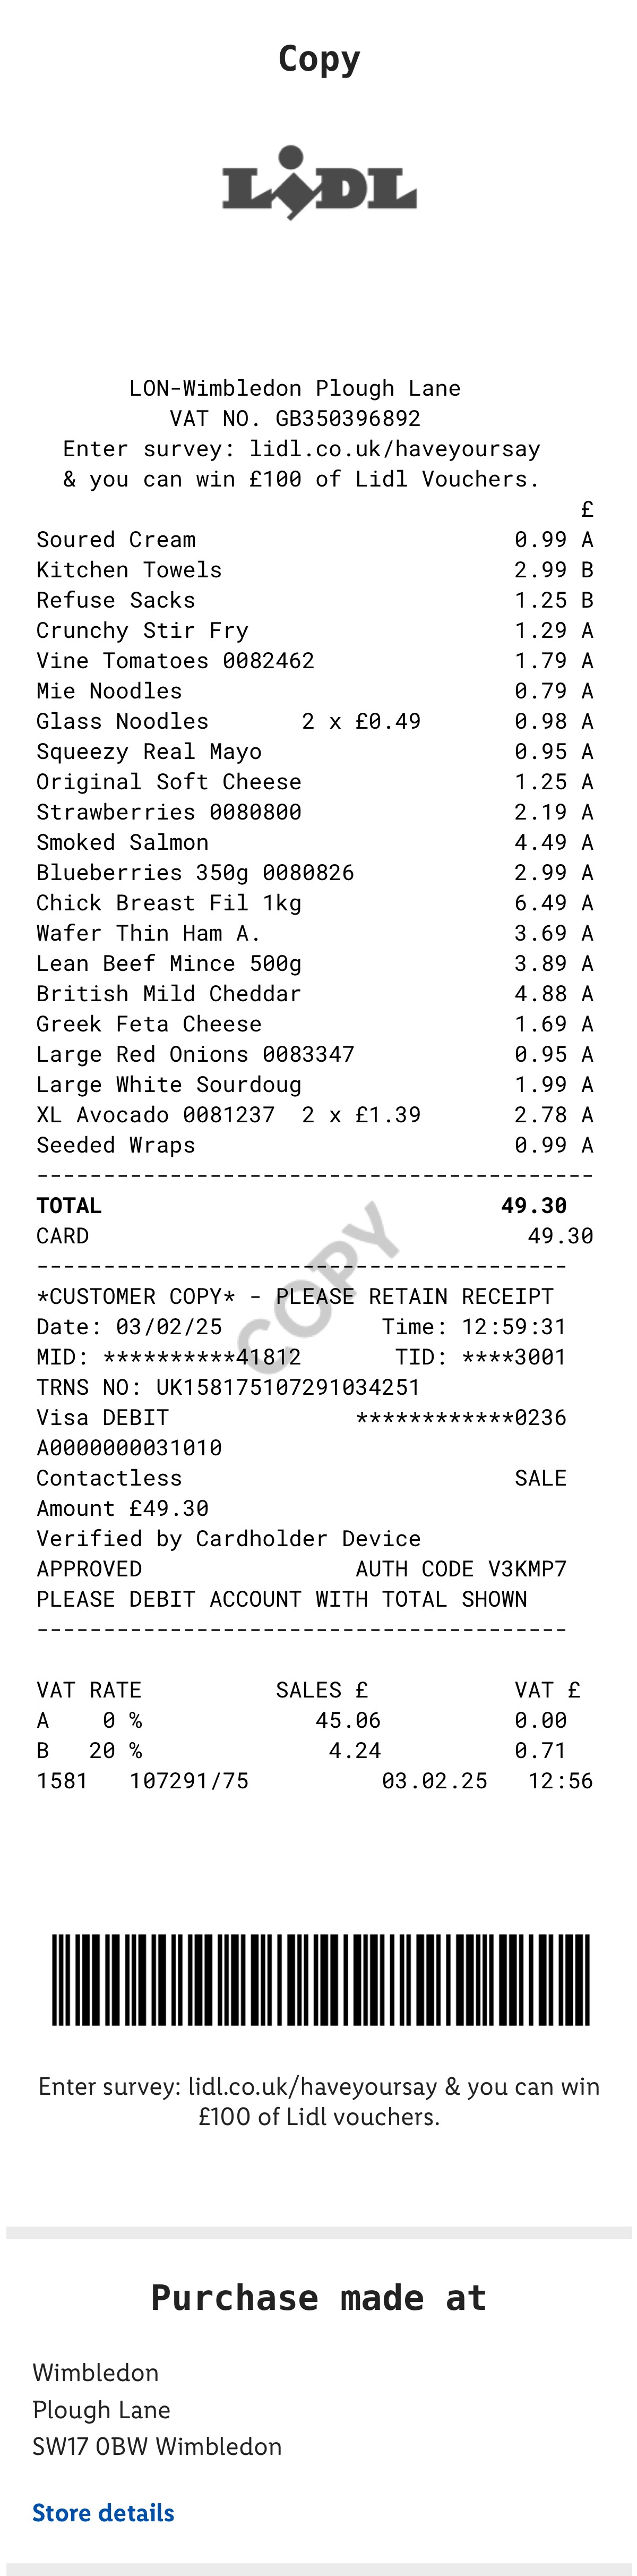 Copy
LiDL
LON-Wimbledon Plough Lane
VAT NO. GB350396892
Enter survey: lidl.co.uk/haveyoursay
& you can win £100 of Lidl Vouchers.
£
Soured Cream 0.99 A
Kitchen Towels 2.99 B
Refuse Sacks 1.25 B
Crunchy Stir Fry 1.29 A
Vine Tomatoes 0082462 1.79 A
Mie Noodles 0.79 A
Glass Noodles 2 x £0.49 0.98 A
Squeezy Real Mayo 0.95 A
Original Soft Cheese 1.25 A
Strawberries 0080800 2.19 A
Smoked Salmon 4.49 A
Blueberries 350g 0080826 2.99 A
Chick Breast Fil 1kg 6.49 A
Wafer Thin Ham A. 3.69 A
Lean Beef Mince 500g 3.89 A
British Mild Cheddar 4.88 A
Greek Feta Cheese 1.69 A
Large Red Onions 0083347 0.95 A
Large White Sourdoug 1.99 A
XL Avocado 0081237 2 x £1.39 2.78 A
Seeded Wraps 0.99 A
------------------------------------------
TOTAL 49.30
CARD 49.30
----------------------------------------
COPY
*CUSTOMER COPY* - PLEASE RETAIN RECEIPT
Date: 03/02/25 Time: 12:59:31
MID: **********41812 TID: ****3001
TRNS NO: UK158175107291034251
Visa DEBIT ************0236
A0000000031010
Contactless SALE
Amount £49.30
Verified by Cardholder Device
APPROVED AUTH CODE V3KMP7
PLEASE DEBIT ACCOUNT WITH TOTAL SHOWN
----------------------------------------
VAT RATE SALES £ VAT £
A 0 % 45.06 0.00
B 20 % 4.24 0.71
1581 107291/75 03.02.25 12:56
Enter survey: lidl.co.uk/haveyoursay & you can win
£100 of Lidl vouchers.
Purchase made at
Wimbledon
Plough Lane
SW17 0BW Wimbledon
Store details